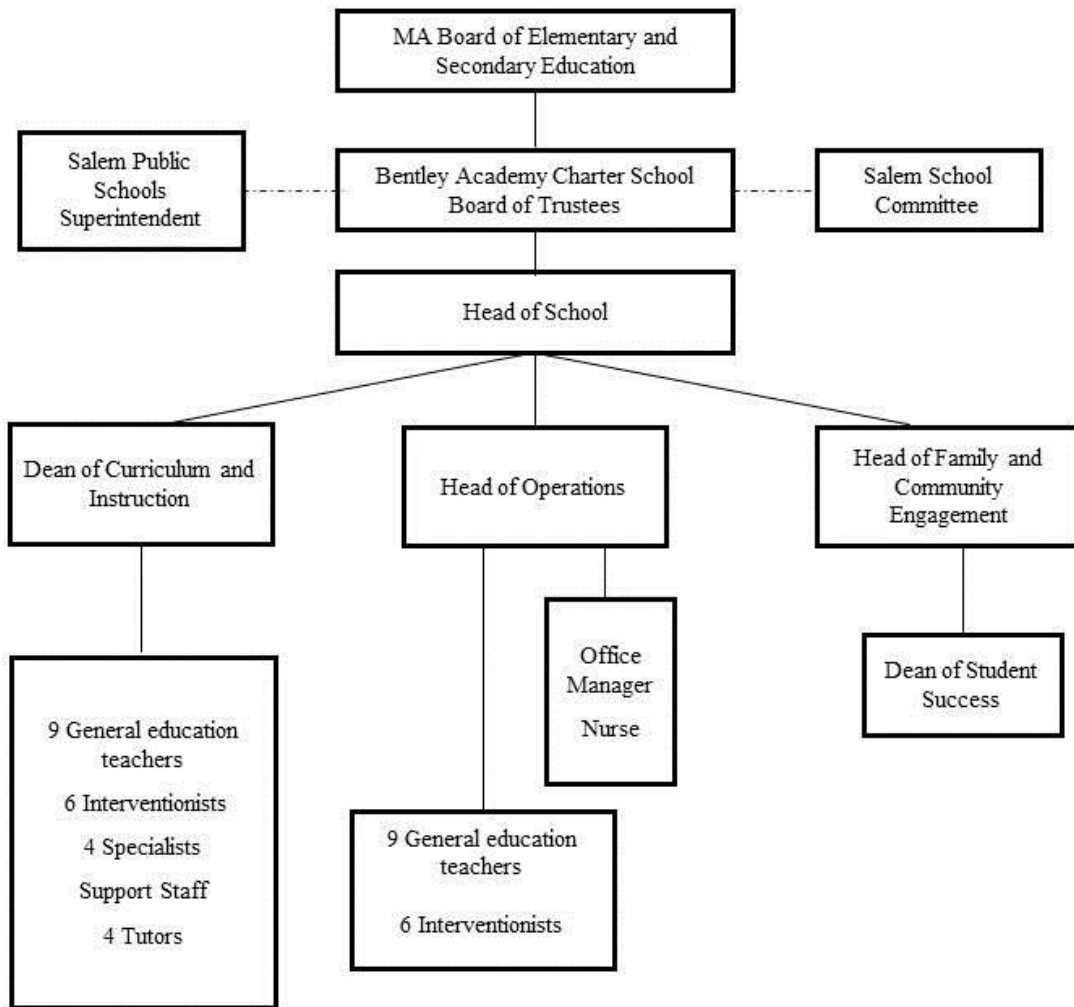 MA Board of Elementary and
Secondary Education
Salem Public
Schools
Superintendent
Bentley Academy Charter School
Board of Trustees
Salem School
Committee
Head of School
Dean of Curriculum and
Instruction
Head of Operations
Head of Family and
Community
Engagement
Office
Manager
Nurse
Dean of Student
Success
9 General education
teachers
6 Interventionists
4 Specialists
Support Staff
4 Tutors
9 General education
teachers
6 Interventionists